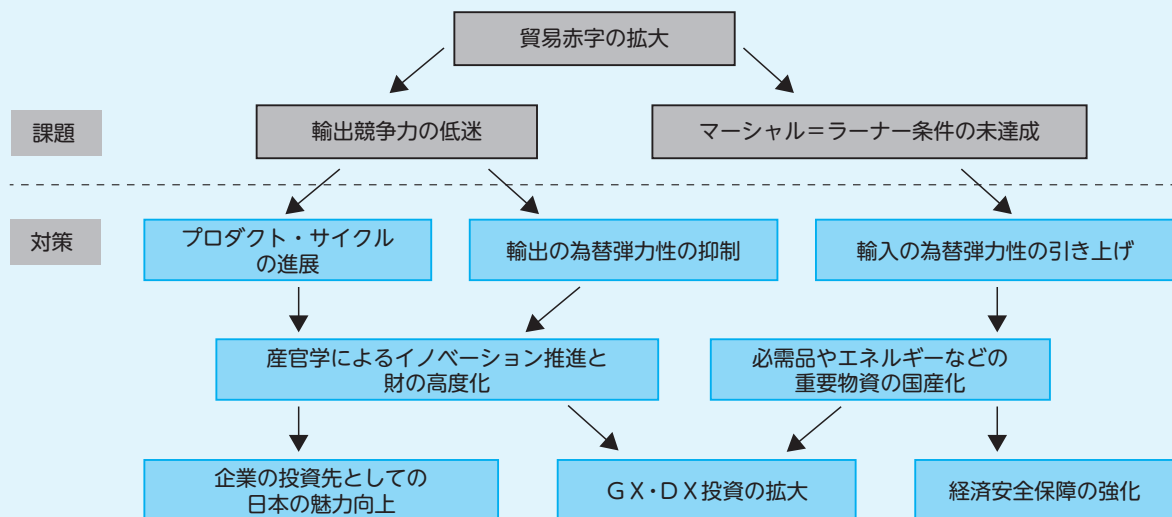 貿易赤字の拡大
課題
輸出競争力の低迷
マーシャル=ラーナー条件の未達成
対策
プロダクト・サイクル
の進展
輸出の為替弾力性の抑制
輸入の為替弾力性の引き上げ
産官学によるイノベーション推進と
財の高度化
必需品やエネルギーなどの
重要物資の国産化
企業の投資先としての
日本の魅力向上
GX・DX投資の拡大
経済安全保障の強化